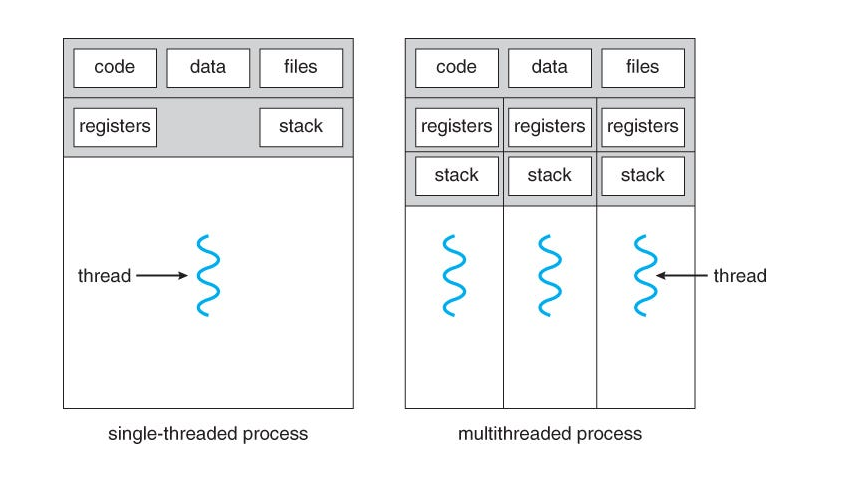 code data files
registers stack
thread
single-threaded process
code data files
registers registers registers
stack stack stack
thread
multithreaded process